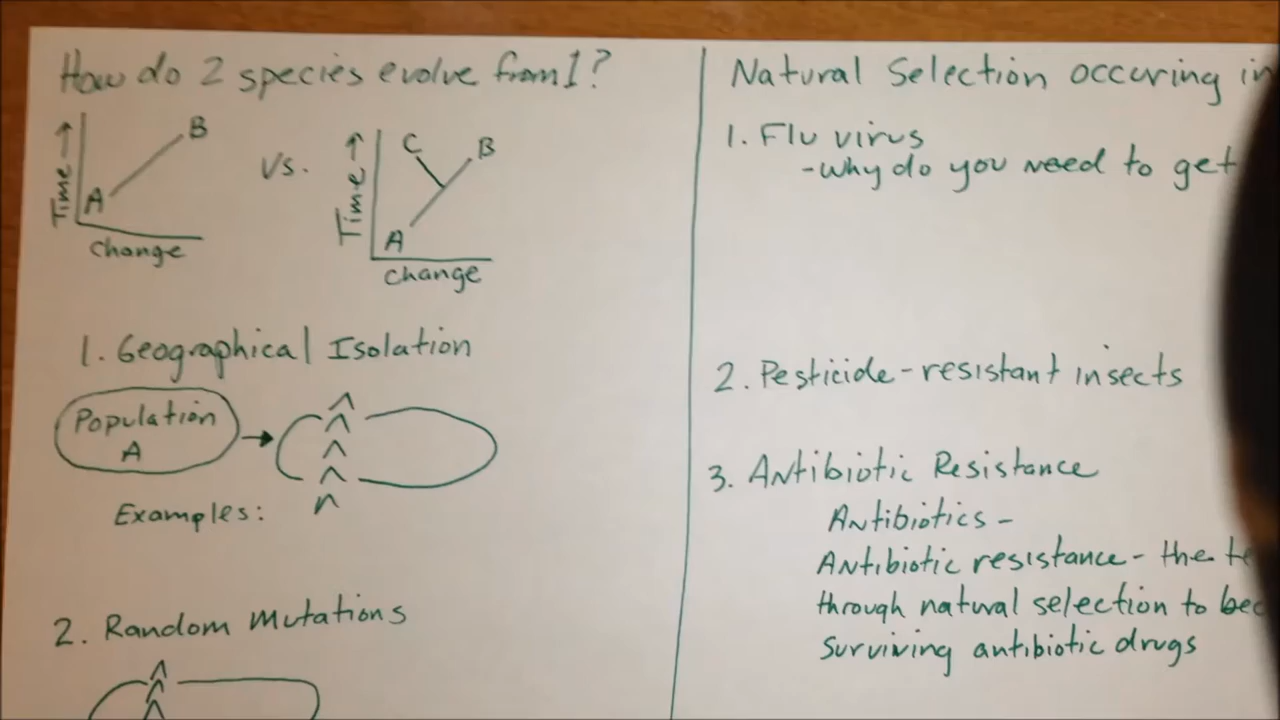 How do 2 species evolve from 1?
Time → A B Change
Vs.
Time → A B C Change
1. Geographical Isolation
Population
A
Examples:
2. Random Mutations
Natural Selection occuring in
1. Flu virus
-Why do you need to get
2. Pesticide-resistant insects
3. Antibiotic Resistance
Antibiotics -
Antibiotic resistance - the
through natural selection to
Surviving antibiotic drugs